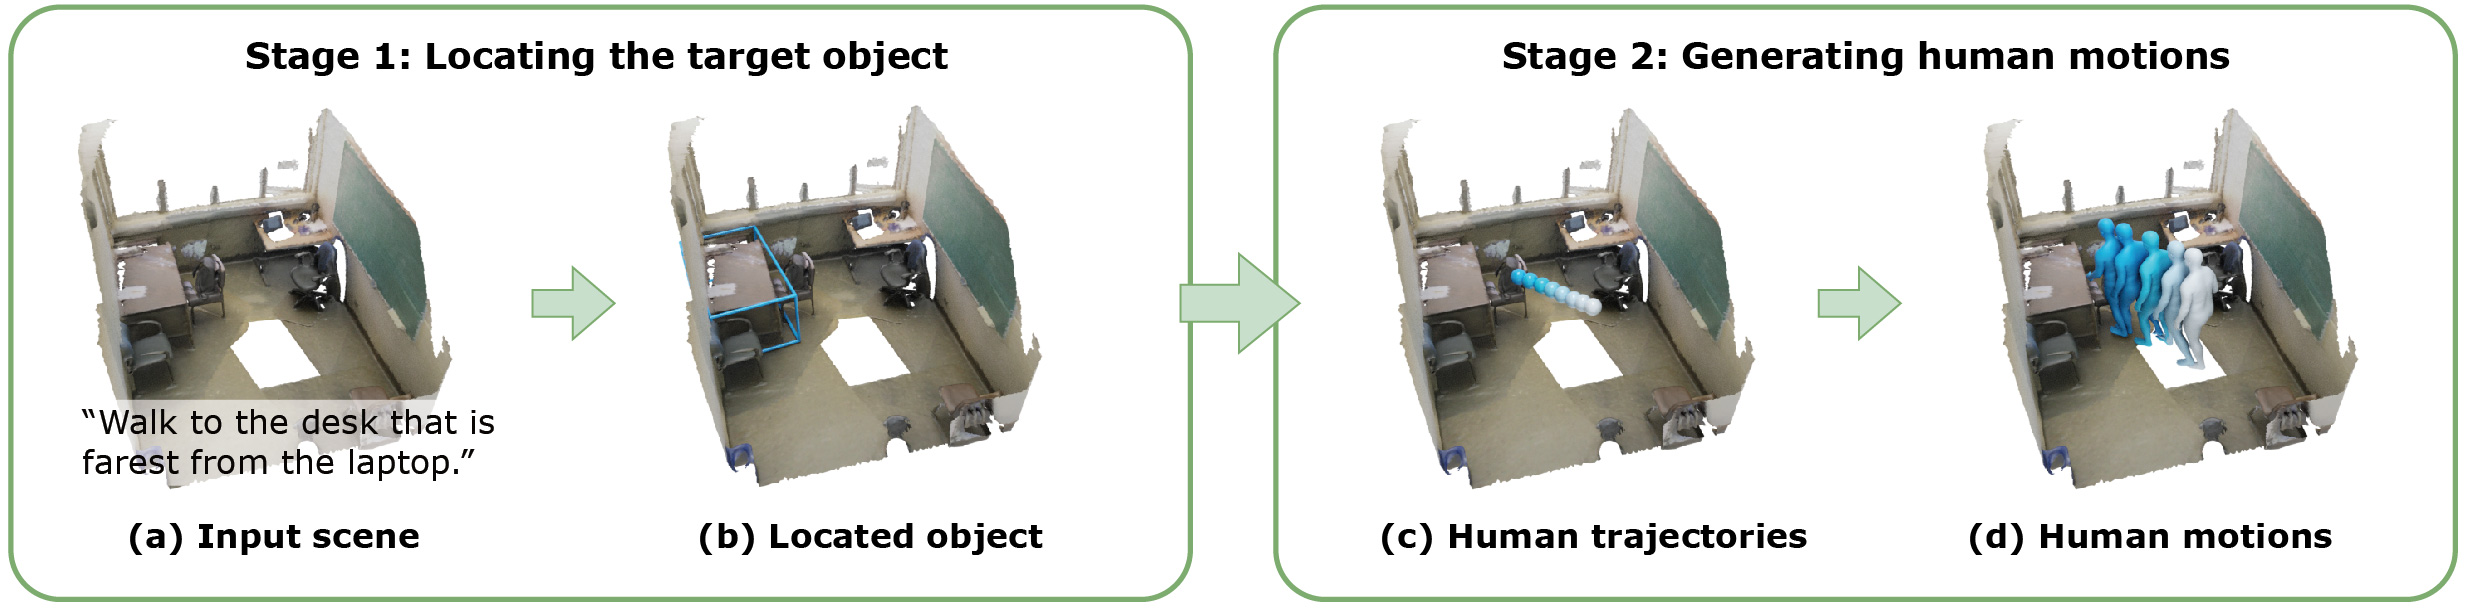 Stage 1: Locating the target object
“Walk to the desk that is
farest from the laptop.”
(a) Input scene
(b) Located object
Stage 2: Generating human motions
(c) Human trajectories
(d) Human motions